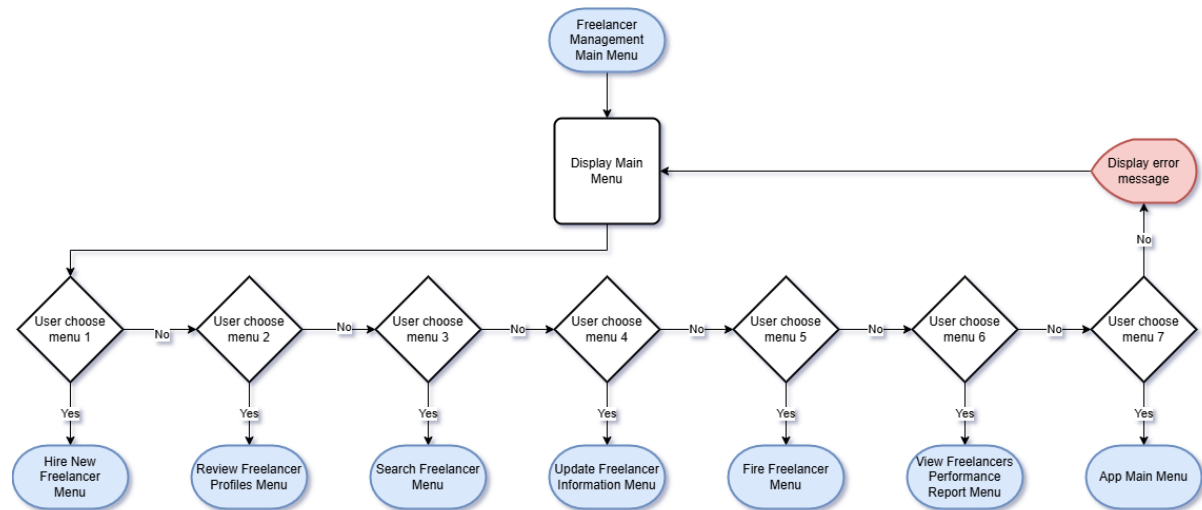 Freelancer
Management
Main Menu
Display Main
Menu
Display error
message
No
User choose
menu 1
No
User choose
menu 2
No
User choose
menu 3
No
User choose
menu 4
No
User choose
menu 5
No
User choose
menu 6
No
User choose
menu 7
Yes
Yes
Yes
Yes
Yes
Yes
Yes
Hire New
Freelancer
Menu
Review Freelancer
Profiles Menu
Search Freelancer
Menu
Update Freelancer
Information Menu
Fire Freelancer
Menu
View Freelancers
Performance
Report Menu
App Main Menu